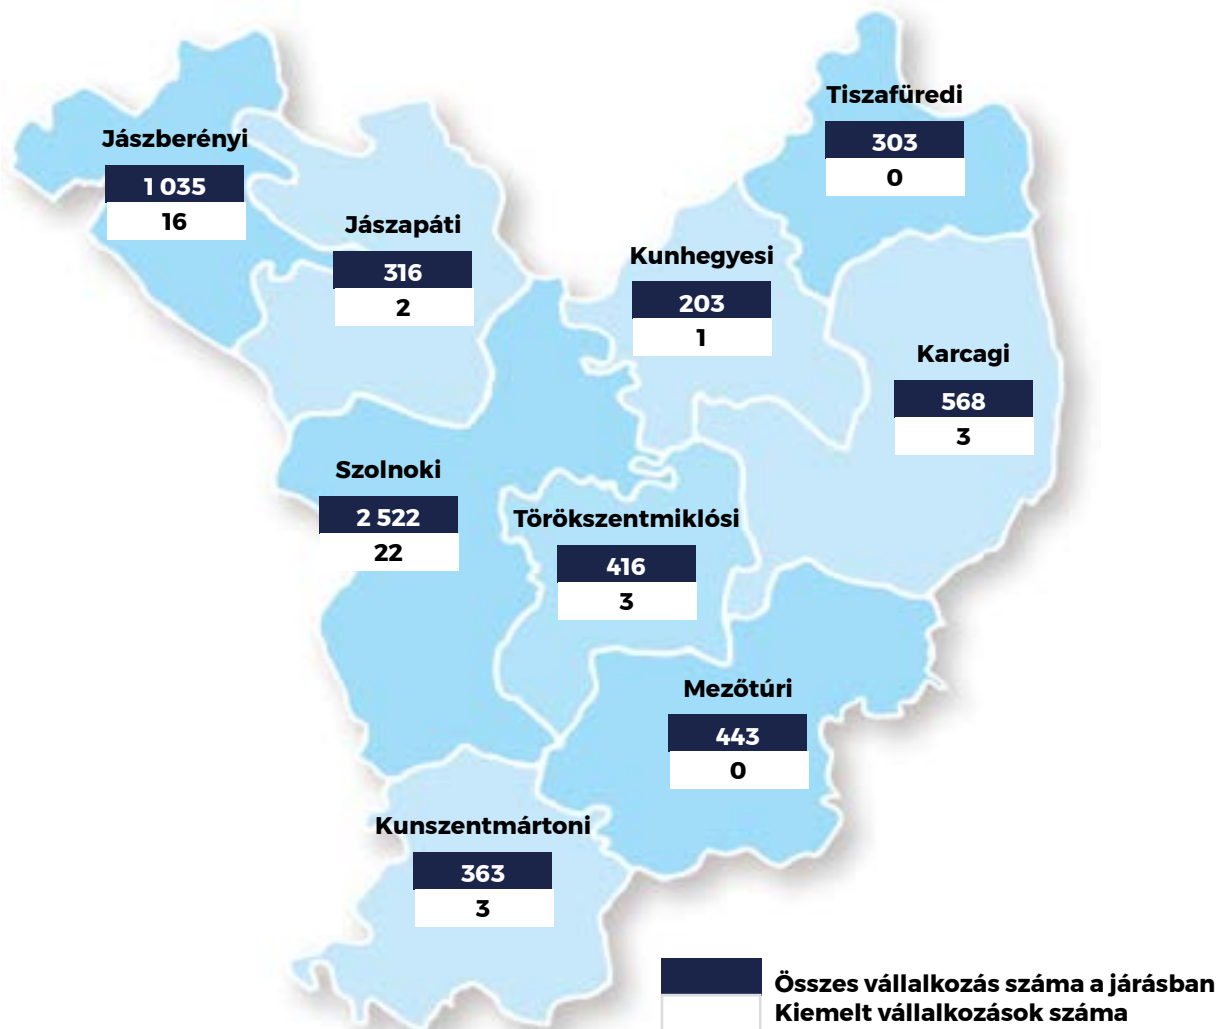 Tiszafüredi
303
0
Jászberényi
1 035
16
Jászapáti
316
2
Kunhegyesi
203
1
Karcagi
568
3
Szolnoki
2 522
22
Törökszentmiklósi
416
3
Mezőtúri
443
0
Kunszentmártoni
363
3
Összes vállalkozás száma a járásban
Kiemelt vállalkozások száma